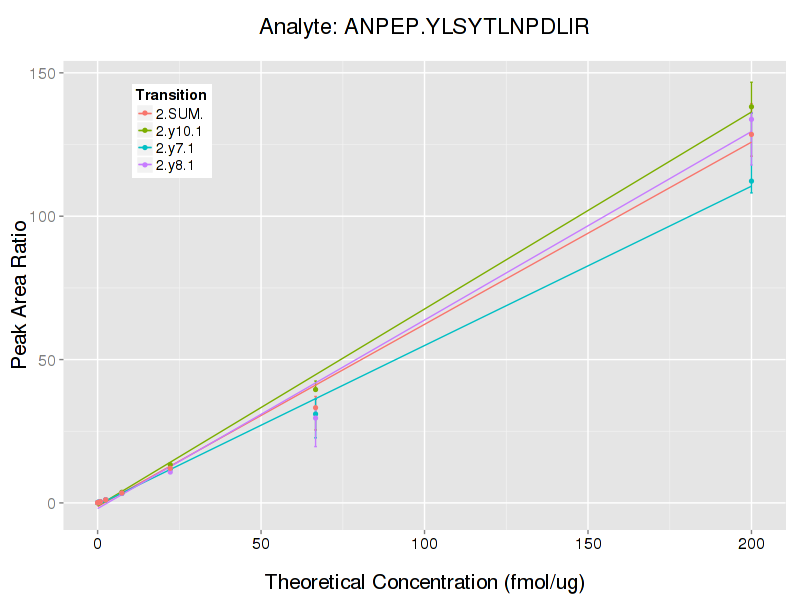 Analyte: ANPEP.YLSYTLNPDLIR
Transition
2.SUM.
2.y10.1
2.y7.1
2.y8.1
Peak Area Ratio
150
100
50
0
0 50 100 150 200
Theoretical Concentration (fmol/ug)